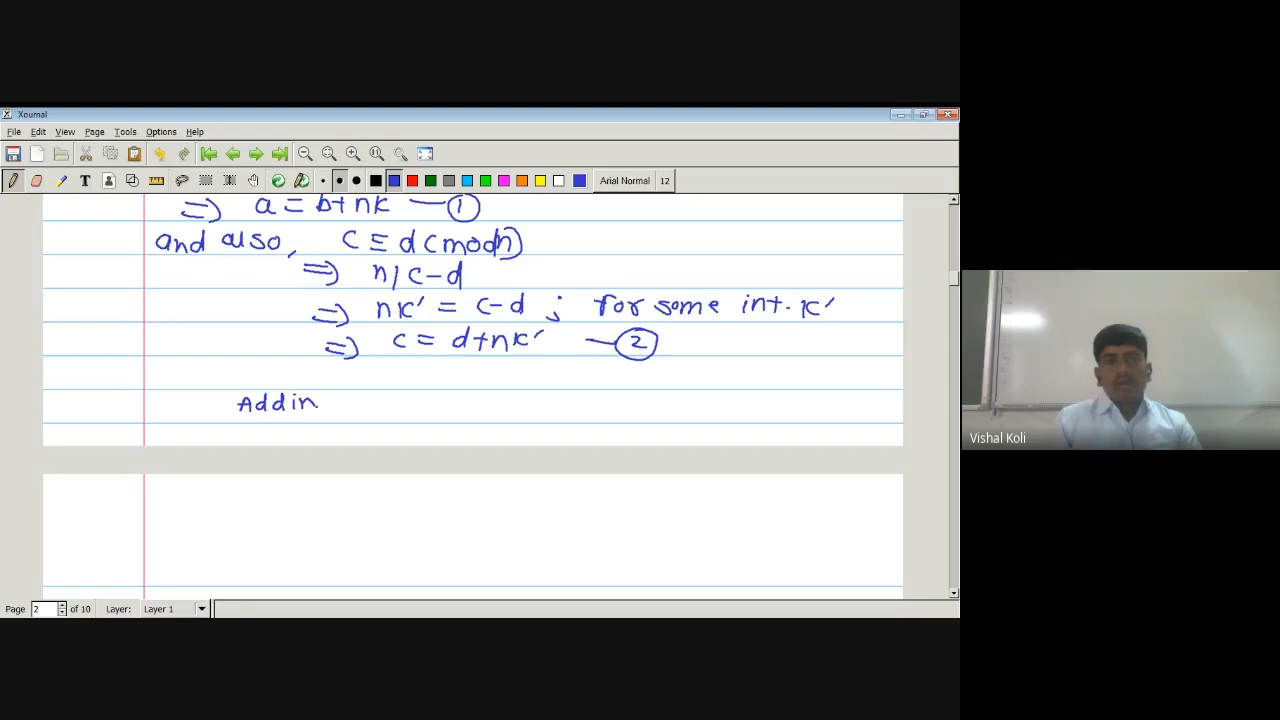 Xournal
File Edit View Page Tools Options Help
Arial Normal 12
⇒ a = b+nk —①
and also, c ≡ d (mod n)
⇒ n/c-d
⇒ nk' = c-d ; for some int. k'
⇒ c = d+nk' —②
Addin
Vishal Koli
Page 2 of 10 Layer: Layer 1